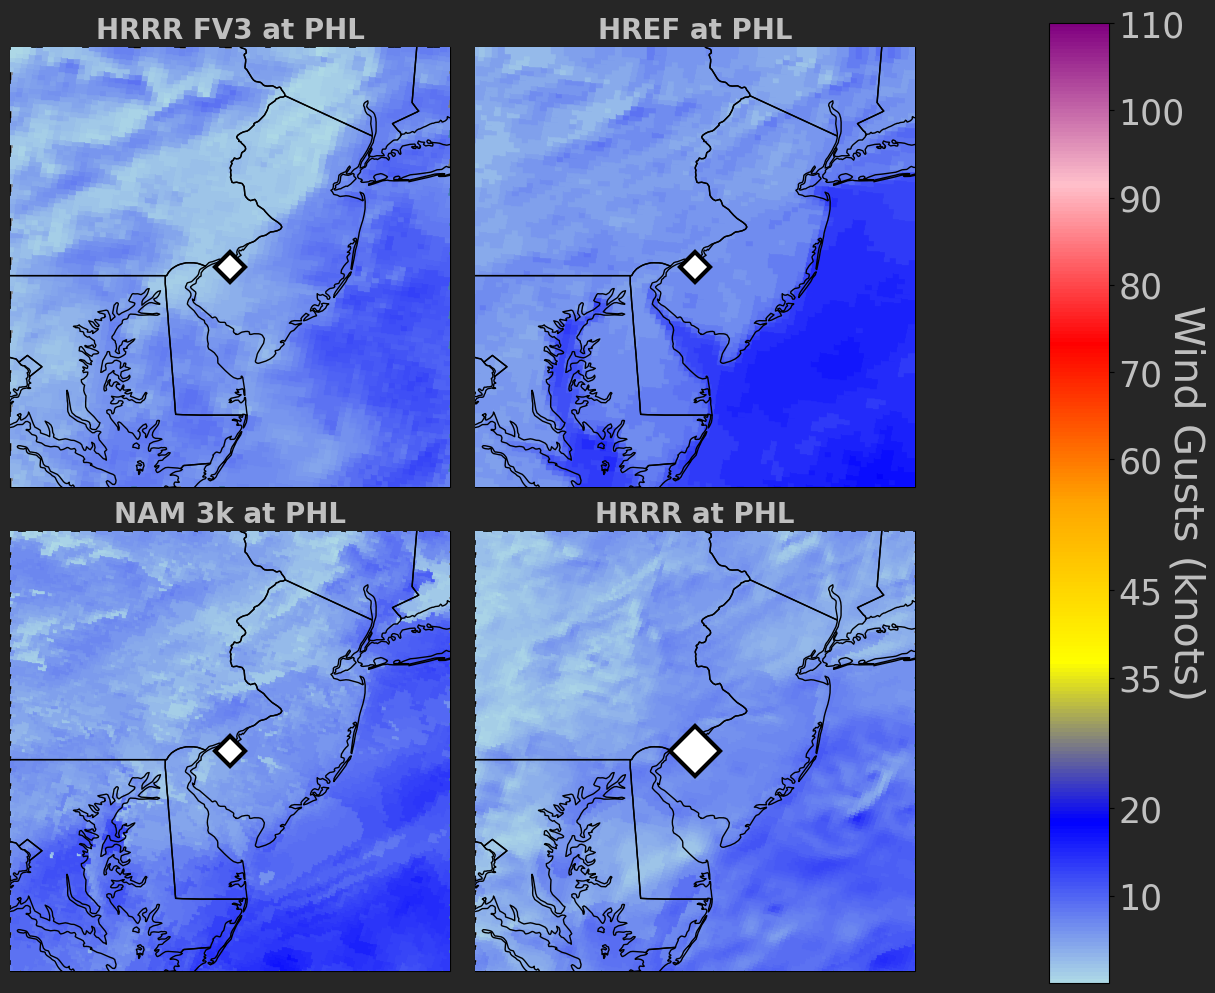 HRRR FV3 at PHL
HREF at PHL
NAM 3k at PHL
HRRR at PHL
110
100
90
80
70
60
45
35
20
10
Wind Gusts (knots)